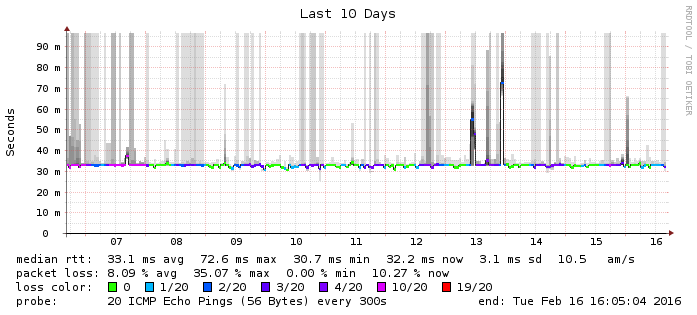 Last 10 Days
RRDTOOL / TOBI OETIKER
Seconds
90 m
80 m
70 m
60 m
50 m
40 m
30 m
20 m
10 m
0
07 08 09 10 11 12 13 14 15 16
median rtt: 33.1 ms avg 72.6 ms max 30.7 ms min 32.2 ms now 3.1 ms sd 10.5 am/s
packet loss: 8.09 % avg 35.07 % max 0.00 % min 10.27 % now
loss color: 0 1/20 2/20 3/20 4/20 10/20 19/20
probe: 20 ICMP Echo Pings (56 Bytes) every 300s end: Tue Feb 16 16:05:04 2016